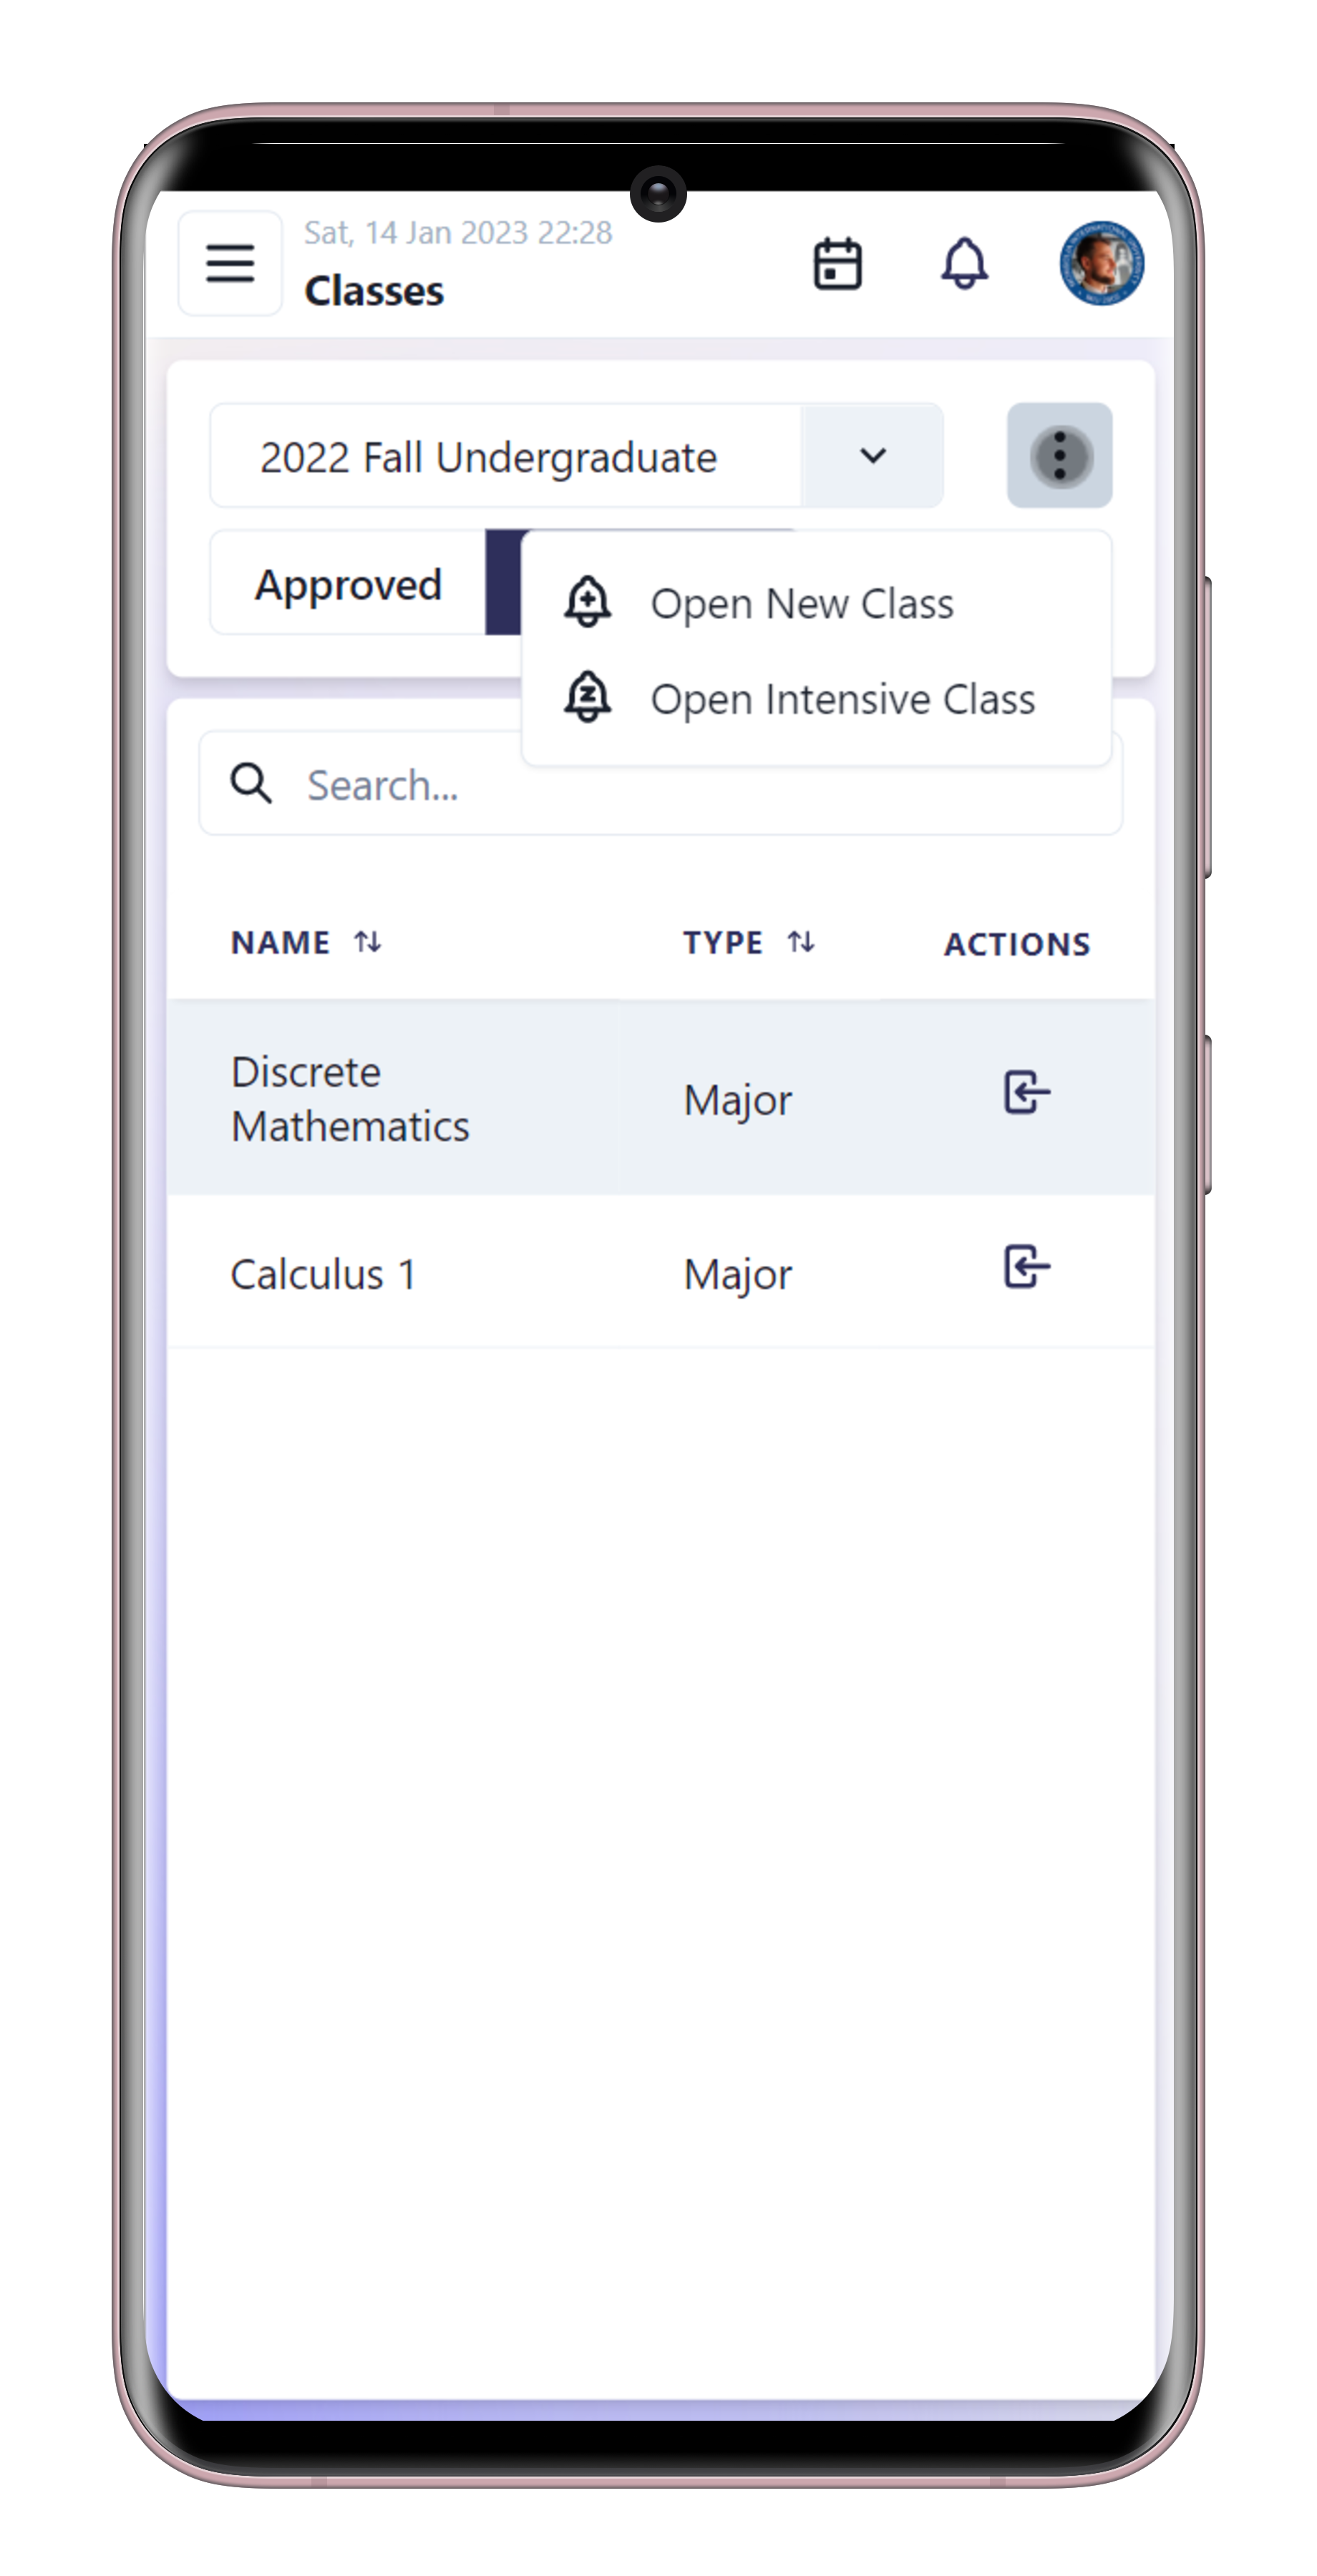 Sat, 14 Jan 2023 22:28
Classes
2022 Fall Undergraduate
Approved
Open New Class
Open Intensive Class
Search...
NAME
TYPE
ACTIONS
Discrete
Mathematics
Major
Calculus 1
Major